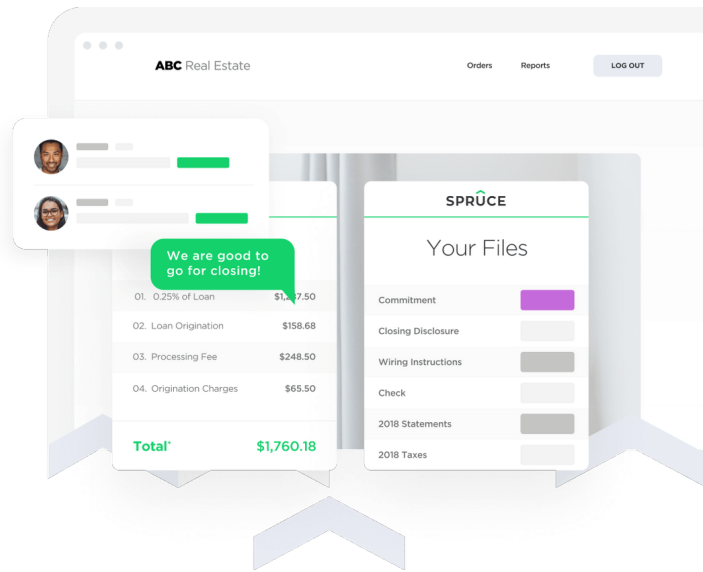 ABC Real Estate
Orders
Reports
LOG OUT
We are good to
go for closing!
01. 0.25% of Loan
02. Loan Origination $158.68
03. Processing Fee $248.50
04. Origination Charges $65.50
Total* $1,760.18
SPRUCE
Your Files
Commitment
Closing Disclosure
Wiring Instructions
Check
2018 Statements
2018 Taxes